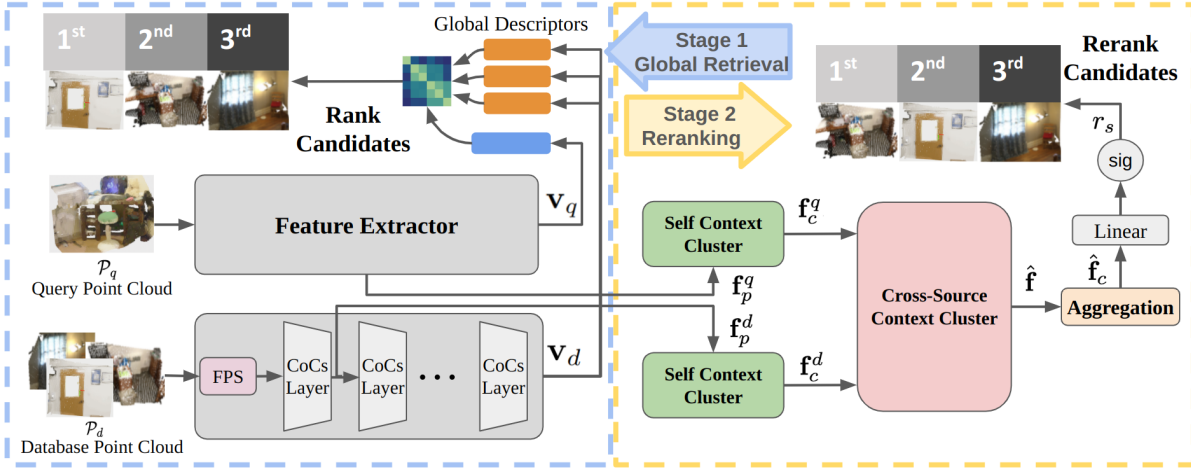 1st 2nd 3rd
Global Descriptors
Rank
Candidates
Stage 1
Global Retrieval
Stage 2
Reranking
1st 2nd 3rd
Rerank
Candidates
r_s
sig
Linear
f̂_c
Aggregation
f̂
𝒫_q
Query Point Cloud
Feature Extractor
v_q
𝒫_d
Database Point Cloud
FPS
CoCs
Layer
CoCs
Layer
• • •
CoCs
Layer
v_d
f_p^q
f_p^d
Self Context
Cluster
f_c^q
Self Context
Cluster
f_c^d
Cross-Source
Context Cluster